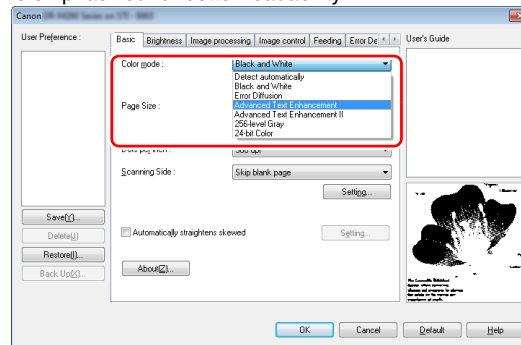 Canon
User Preference :
Basic Brightness Image processing Image control Feeding Error De
User's Guide
Color mode : Black and White
Detect automatically
Black and White
Error Diffusion
Advanced Text Enhancement
Advanced Text Enhancement II
256-level Gray
24-bit Color
Page Size :
Scanning Side : Skip blank page
Setting...
Automatically straightens skewed Setting...
Save(Y)...
Delete(J)
Restore(I)...
Back Up(X)...
About(Z)...
OK Cancel Default Help